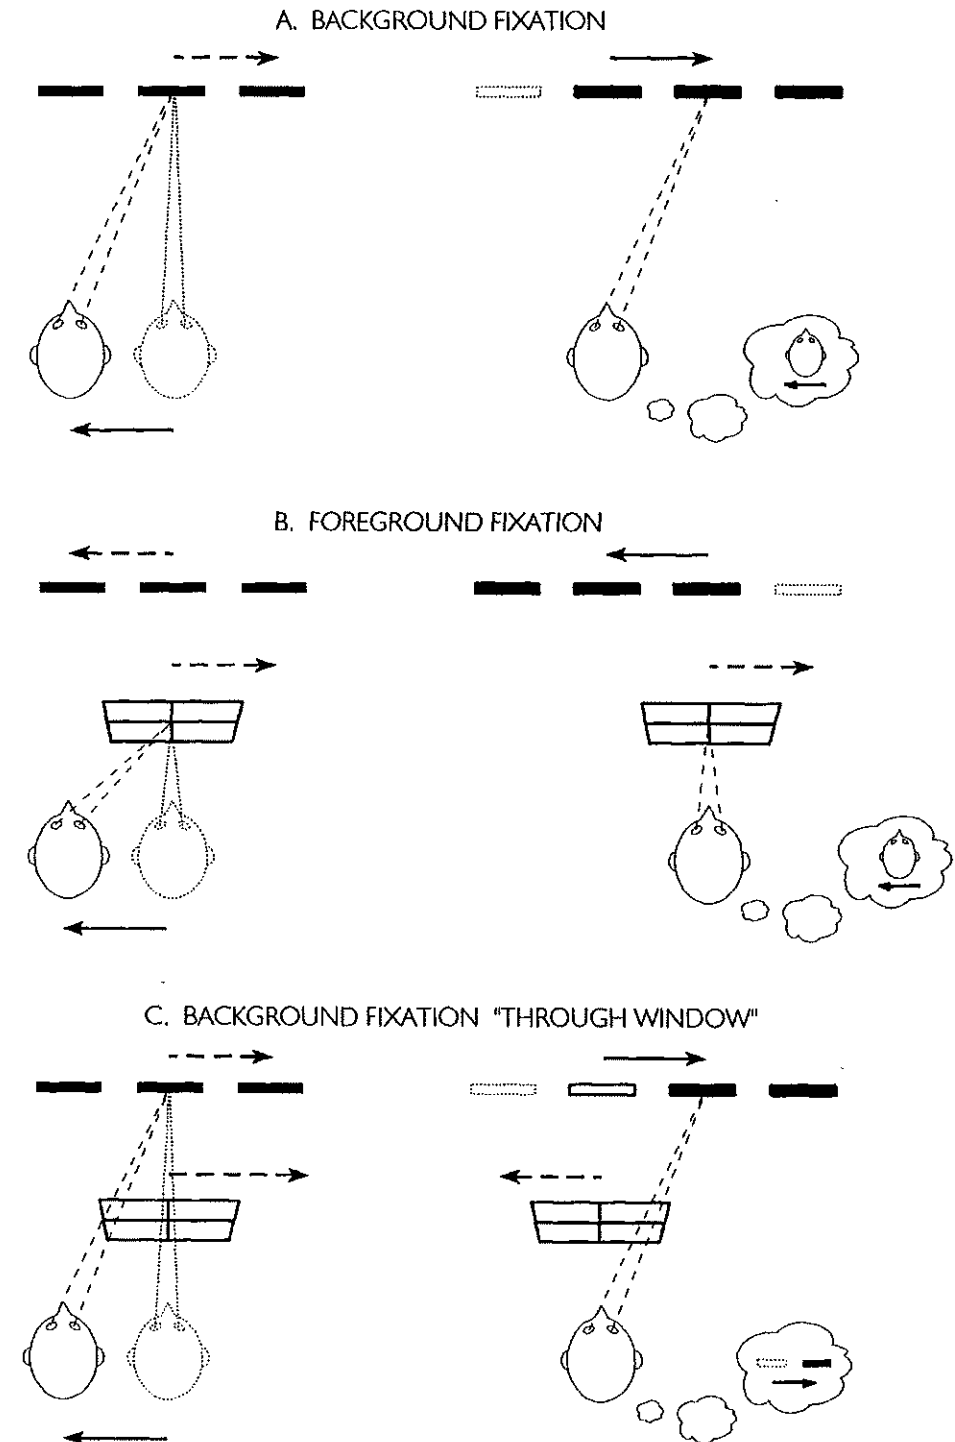 A. BACKGROUND FIXATION
B. FOREGROUND FIXATION
C. BACKGROUND FIXATION "THROUGH WINDOW"